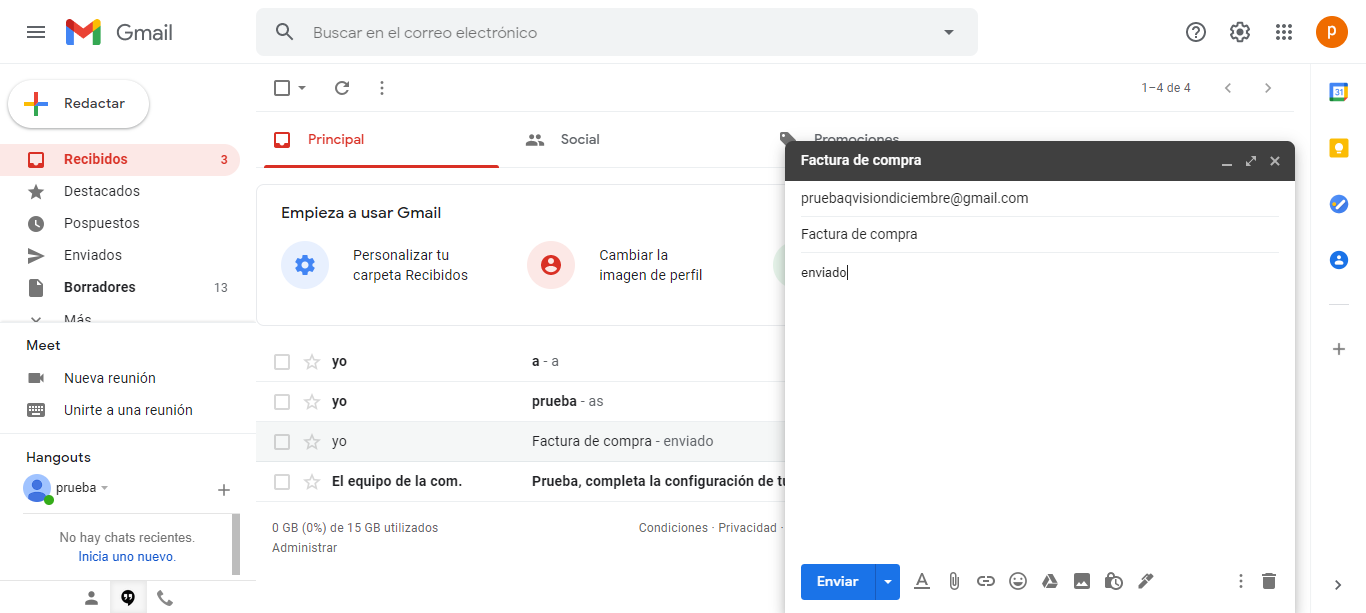 Gmail
Buscar en el correo electrónico
p
Redactar
1–4 de 4
31
Principal
Social
Promociones
Recibidos 3
Destacados
Pospuestos
Enviados
Borradores 13
Más
Empieza a usar Gmail
Personalizar tu
carpeta Recibidos
Cambiar la
imagen de perfil
Meet
Nueva reunión
Unirte a una reunión
Hangouts
prueba
No hay chats recientes.
Inicia uno nuevo.
yo a - a
yo prueba - as
yo Factura de compra - enviado
El equipo de la com. Prueba, completa la configuración de tu
0 GB (0%) de 15 GB utilizados
Administrar
Condiciones · Privacidad ·
Factura de compra
pruebaqvisiondiciembre@gmail.com
Factura de compra
enviado
Enviar